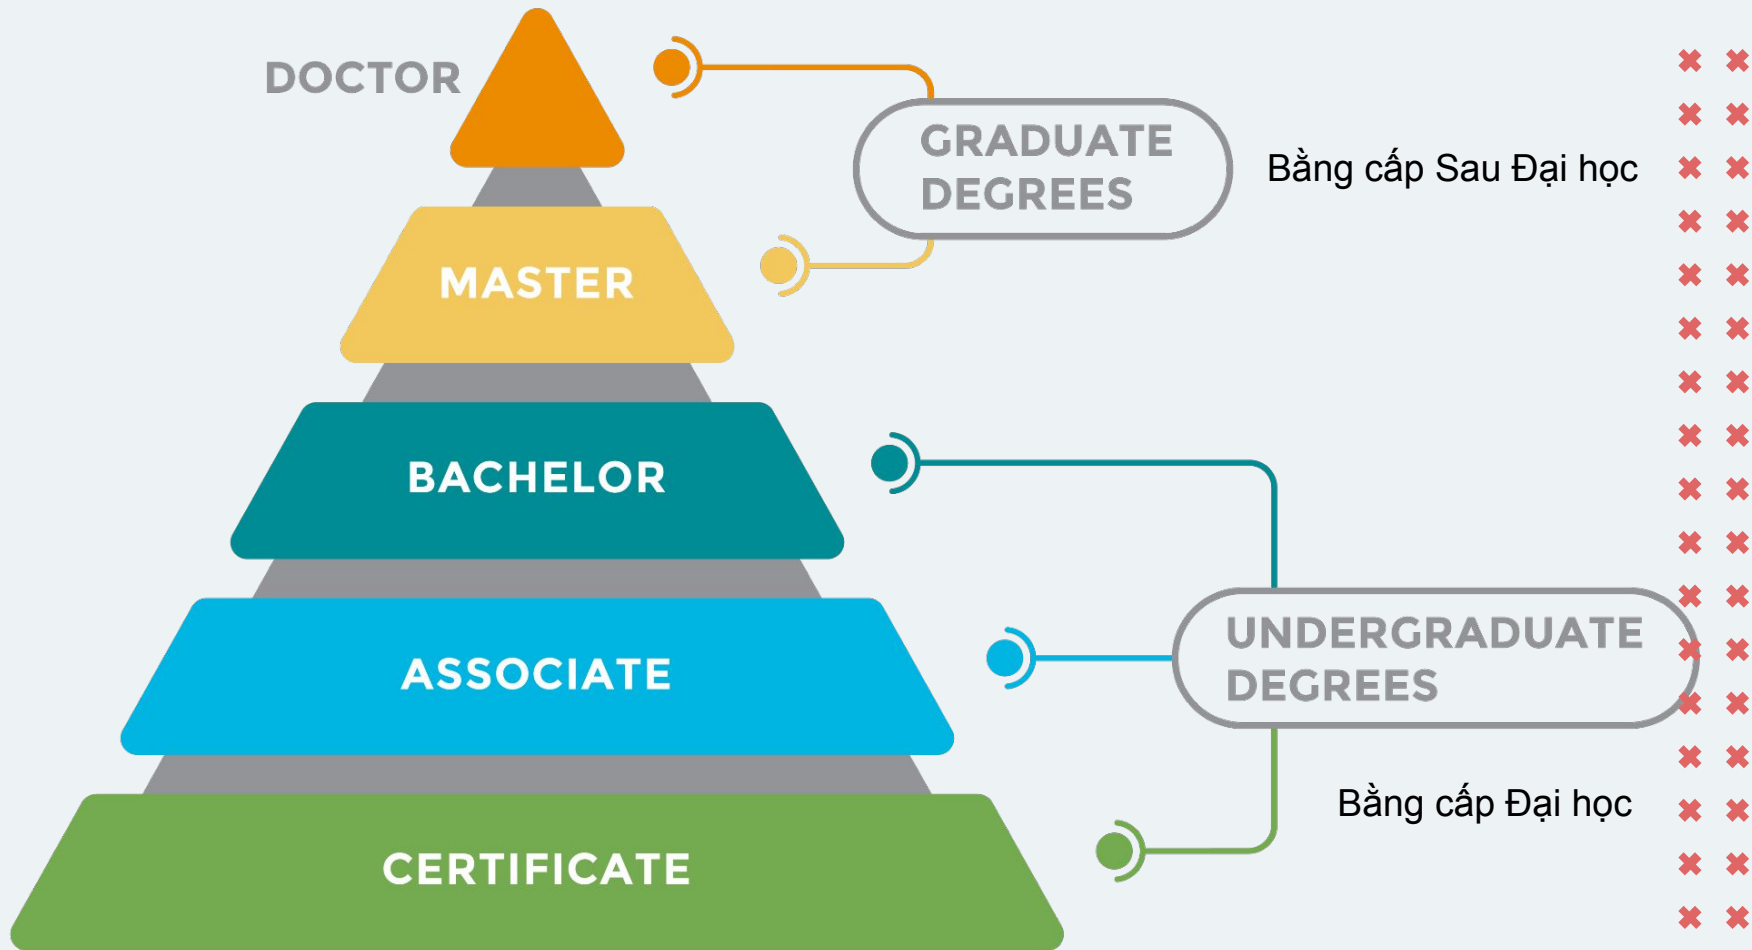 DOCTOR
GRADUATE
DEGREES
Bằng cấp Sau Đại học
MASTER
BACHELOR
UNDERGRADUATE
DEGREES
ASSOCIATE
Bằng cấp Đại học
CERTIFICATE